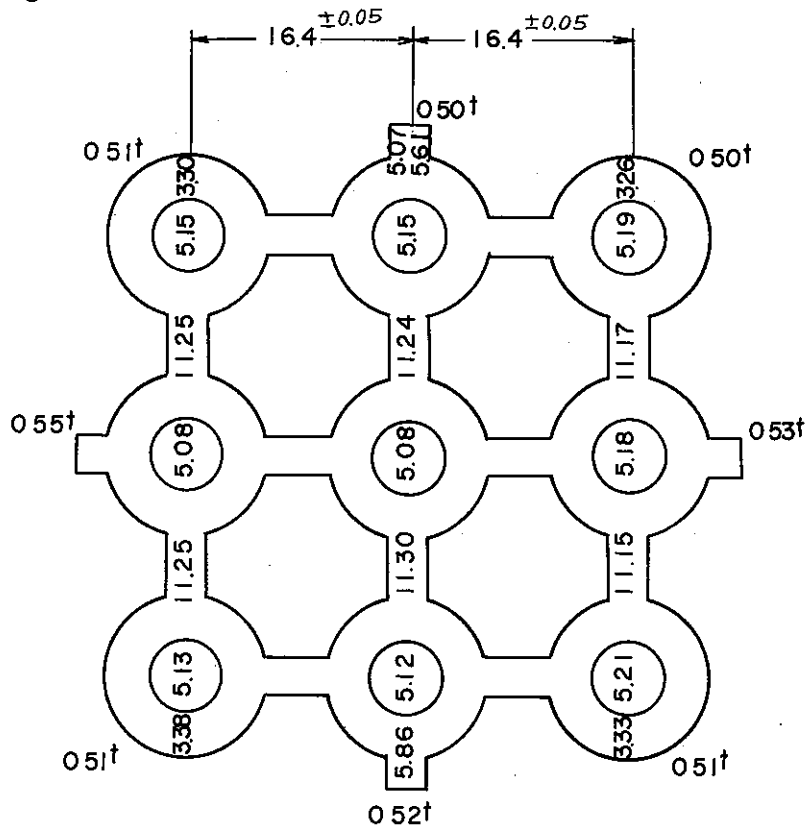 16.4 ±0.05 16.4 ±0.05
0 50t
0 51t 3.30 5.07 5.61 3.26 0 50t
5.15 5.15 5.19
11.25 11.24 11.17
0 55t 5.08 5.08 5.18 0 53t
11.25 11.30 11.15
5.13 5.12 5.21
3.38 5.86 3.33
0 51t 0 51t
0 52t